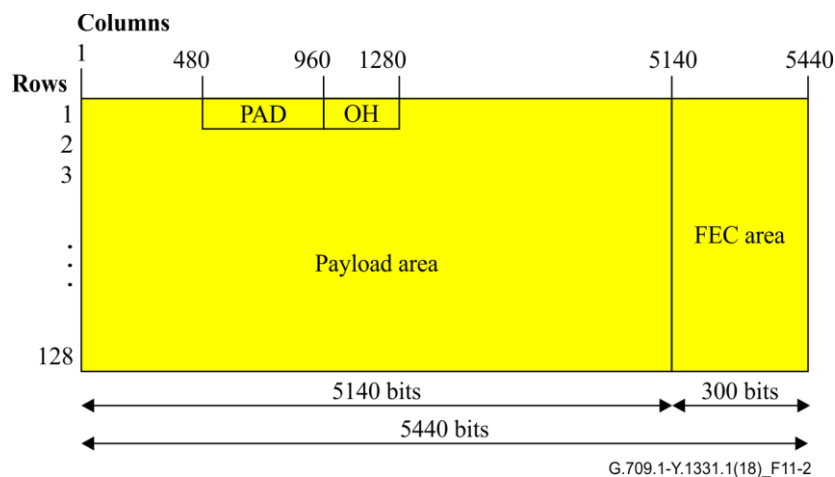 Columns
1
480 960 1280 5140 5440
Rows
1 PAD OH
2
3
FEC area
Payload area
128
5140 bits 300 bits
5440 bits
G.709.1-Y.1331.1(18)_F11-2